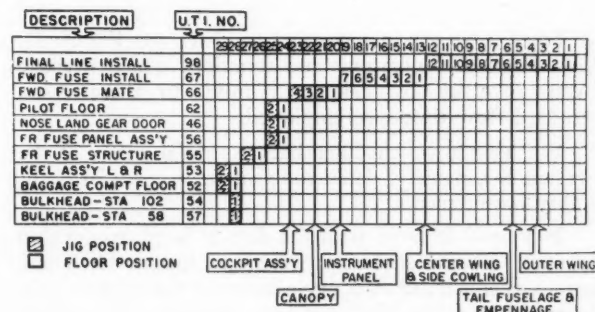 DESCRIPTION U.T.I. NO.
29 28 27 26 25 24 23 22 21 20 19 18 17 16 15 14 13 12 11 10 9 8 7 6 5 4 3 2 1
FINAL LINE INSTALL 98 12 11 10 9 8 7 6 5 4 3 2 1
FWD. FUSE INSTALL 67 7 6 5 4 3 2 1
FWD. FUSE MATE 66 4 3 2 1
PILOT FLOOR 62 2 1
NOSE LAND GEAR DOOR 46 2 1
FR FUSE PANEL ASS'Y 56 2 1
FR FUSE STRUCTURE 55 2 1
KEEL ASS'Y L & R 53 2 1
BAGGAGE COMPT FLOOR 52 2 1
BULKHEAD-STA 102 54 1
BULKHEAD-STA 58 57 1
JIG POSITION
FLOOR POSITION
COCKPIT ASS'Y
CANOPY
INSTRUMENT
PANEL
CENTER WING
& SIDE COWLING
TAIL FUSELAGE &
EMPENNAGE
OUTER WING